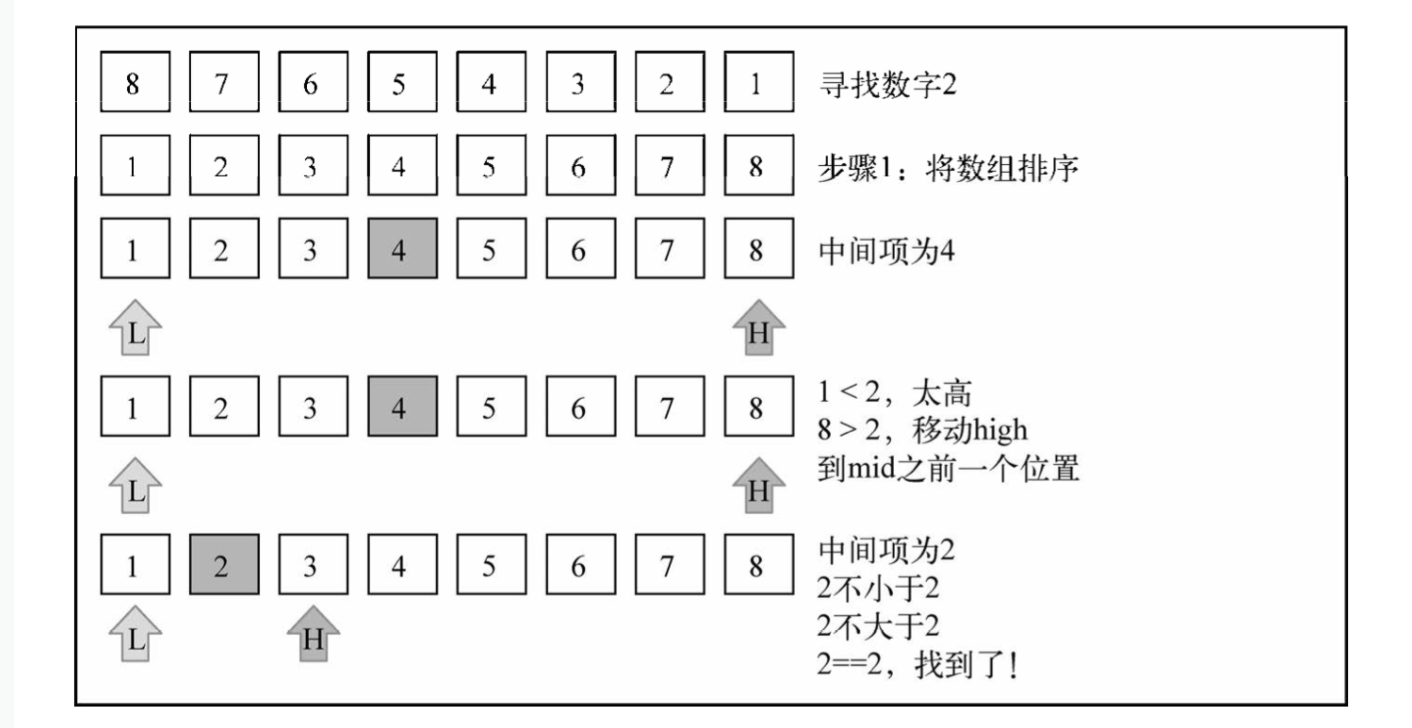 8 7 6 5 4 3 2 1 寻找数字2
1 2 3 4 5 6 7 8 步骤1：将数组排序
1 2 3 4 5 6 7 8 中间项为4
L H
1 2 3 4 5 6 7 8 1 < 2，太高
8 > 2，移动high
到mid之前一个位置
L H
1 2 3 4 5 6 7 8 中间项为2
2不小于2
2不大于2
L H
2==2，找到了！